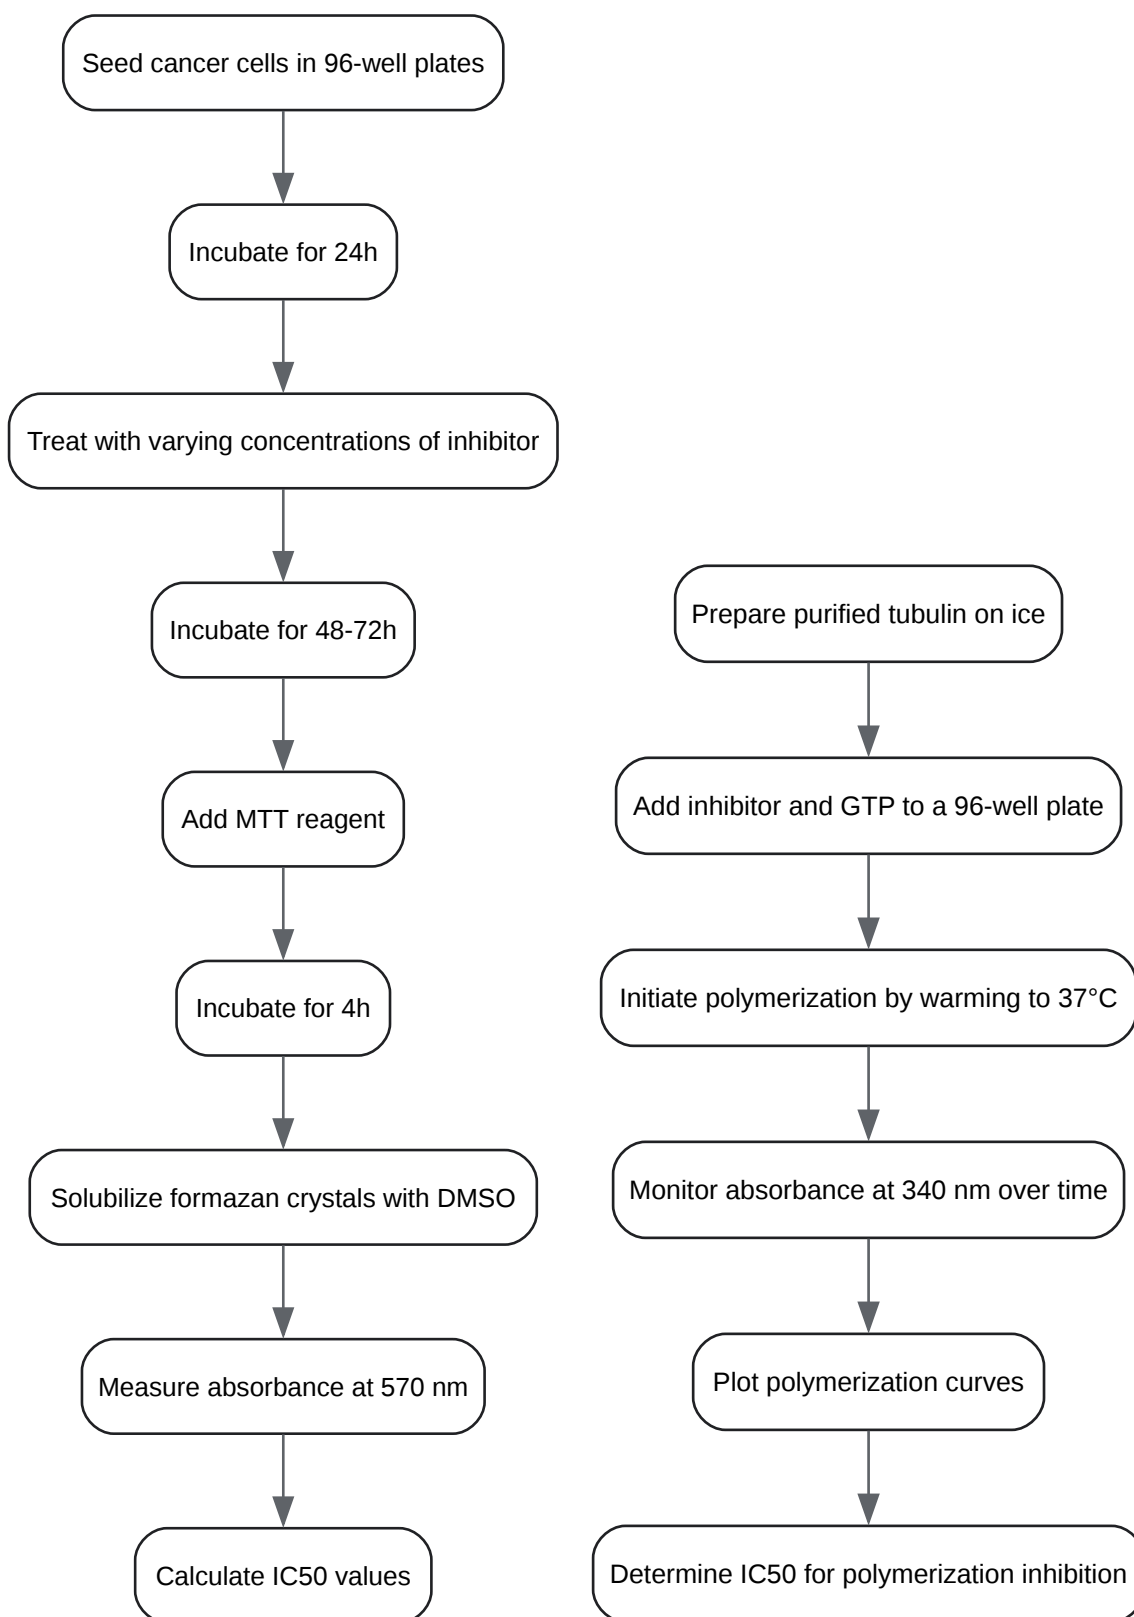 Seed cancer cells in 96-well plates
Incubate for 24h
Treat with varying concentrations of inhibitor
Incubate for 48-72h
Add MTT reagent
Incubate for 4h
Solubilize formazan crystals with DMSO
Measure absorbance at 570 nm
Calculate IC50 values
Prepare purified tubulin on ice
Add inhibitor and GTP to a 96-well plate
Initiate polymerization by warming to 37°C
Monitor absorbance at 340 nm over time
Plot polymerization curves
Determine IC50 for polymerization inhibition